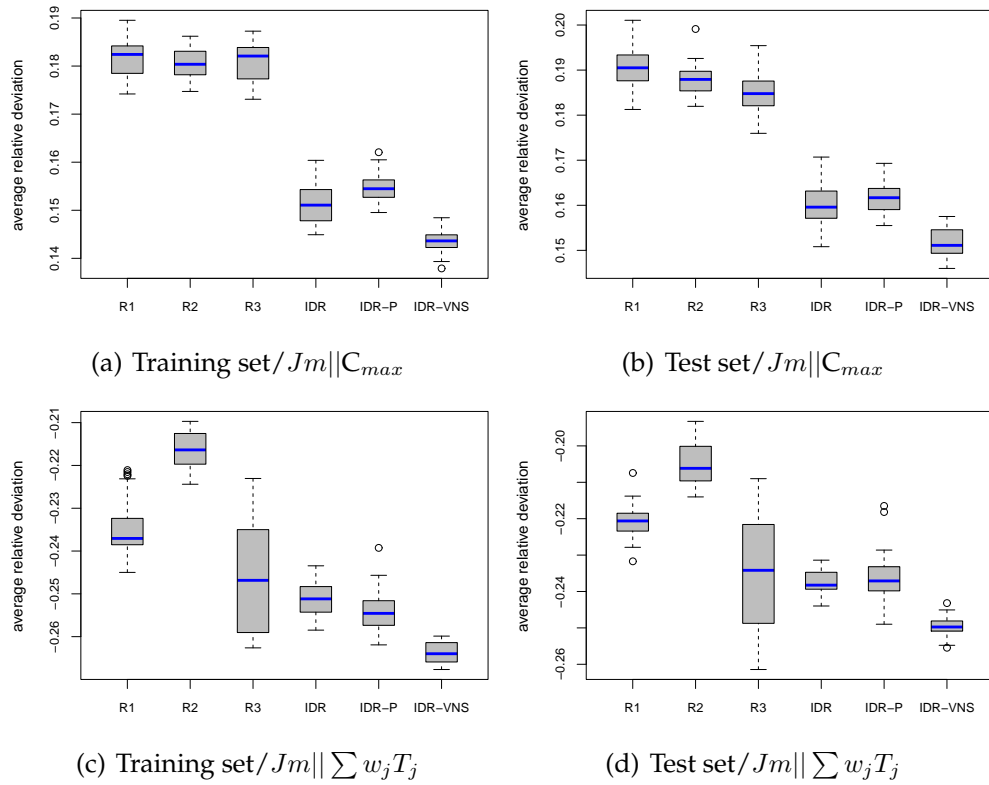 average relative deviation
0.19
0.18
0.17
0.16
0.15
0.14
R1 R2 R3 IDR IDR−P IDR−VNS
(a) Training set/Jm||C_max
average relative deviation
0.20
0.19
0.18
0.17
0.16
0.15
R1 R2 R3 IDR IDR−P IDR−VNS
(b) Test set/Jm||C_max
average relative deviation
−0.21
−0.22
−0.23
−0.24
−0.25
−0.26
R1 R2 R3 IDR IDR−P IDR−VNS
(c) Training set/Jm|| ∑ w_jT_j
average relative deviation
−0.20
−0.22
−0.24
−0.26
R1 R2 R3 IDR IDR−P IDR−VNS
(d) Test set/Jm|| ∑ w_jT_j